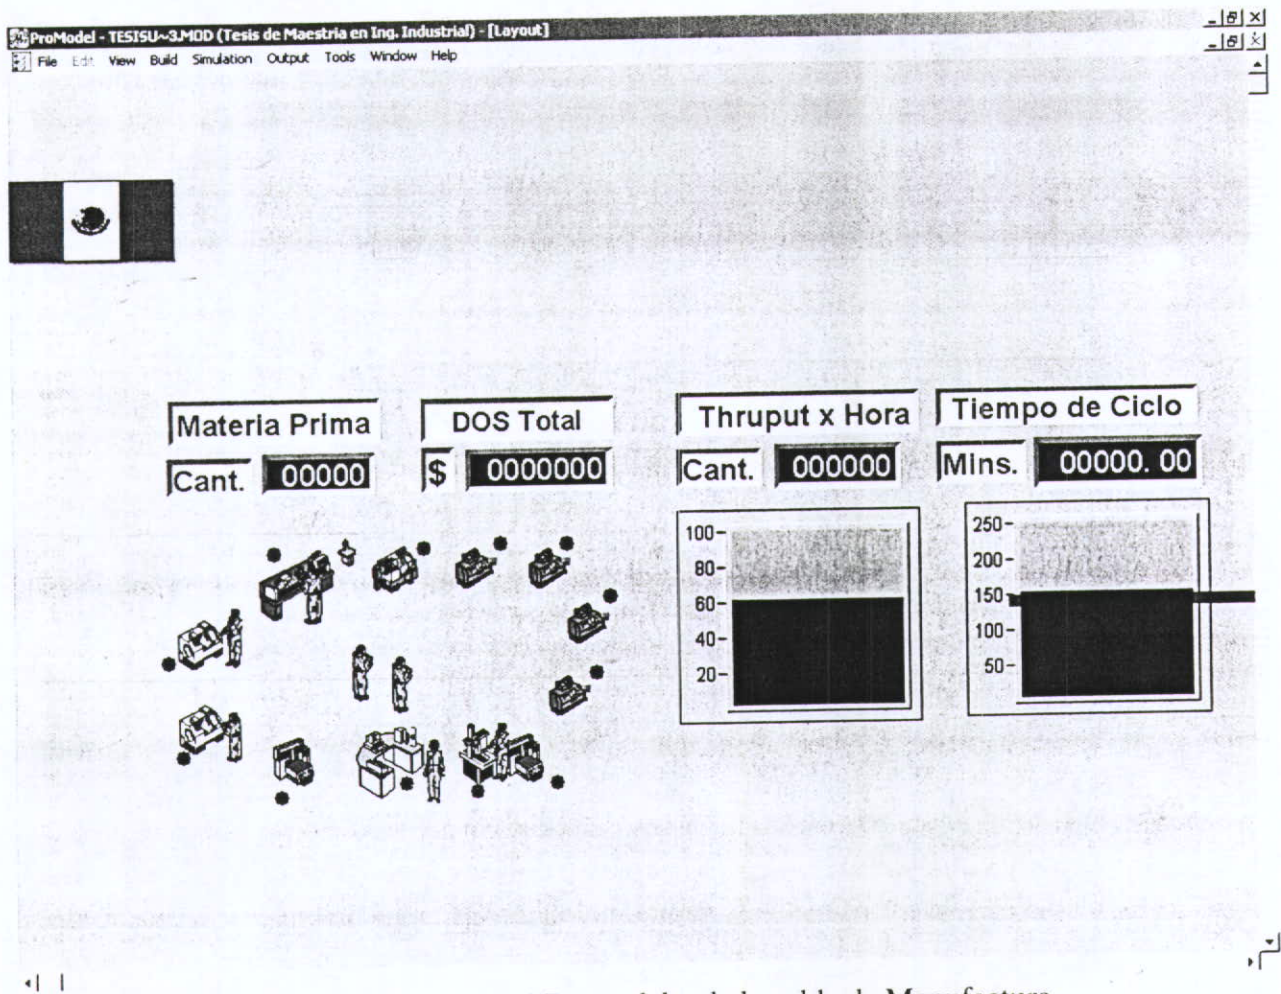 ProModel - TESISU~3.MOD (Tesis de Maestria en Ing. Industrial) - [Layout]
File Edit View Build Simulation Output Tools Window Help
Materia Prima
Cant. 00000
DOS Total
$ 0000000
Thruput x Hora
Cant. 000000
Tiempo de Ciclo
Mins. 00000.00
100
80
60
40
20
250
200
150
100
50
Manufactura